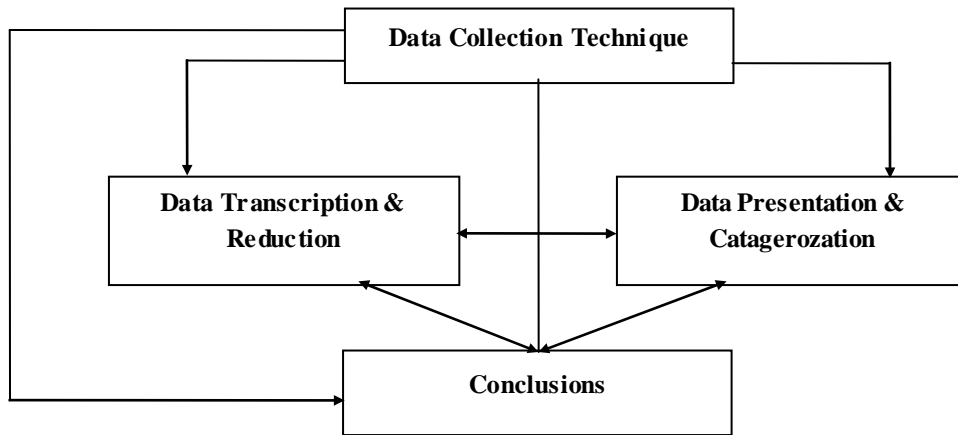 Data Collection Technique
Data Transcription &
Reduction
Data Presentation &
Catagerozation
Conclusions